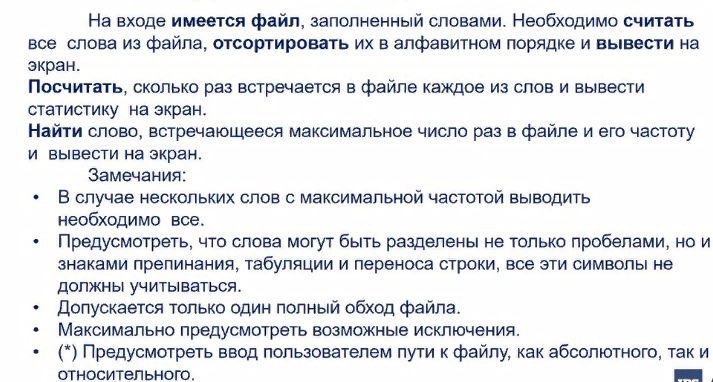 На входе имеется файл, заполненный словами. Необходимо считать
все слова из файла, отсортировать их в алфавитном порядке и вывести на
экран.
Посчитать, сколько раз встречается в файле каждое из слов и вывести
статистику на экран.
Найти слово, встречающееся максимальное число раз в файле и его частоту
и вывести на экран.
Замечания:
• В случае нескольких слов с максимальной частотой выводить
необходимо все.
• Предусмотреть, что слова могут быть разделены не только пробелами, но и
знаками препинания, табуляции и переноса строки, все эти символы не
должны учитываться.
• Допускается только один полный обход файла.
• Максимально предусмотреть возможные исключения.
• (*) Предусмотреть ввод пользователем пути к файлу, как абсолютного, так и
относительного.